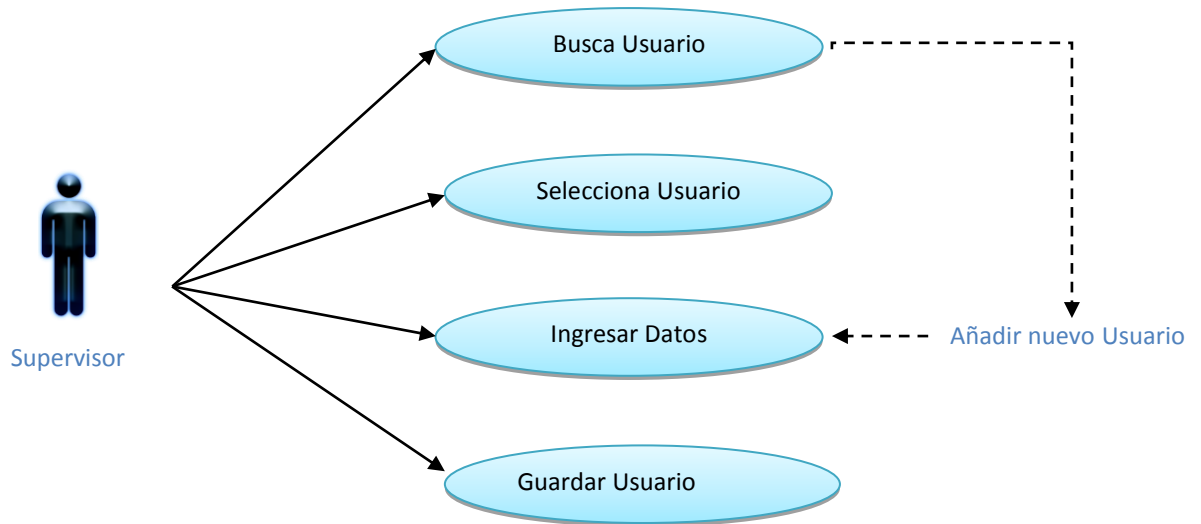 Busca Usuario
Selecciona Usuario
Ingresar Datos
Añadir nuevo Usuario
Supervisor
Guardar Usuario